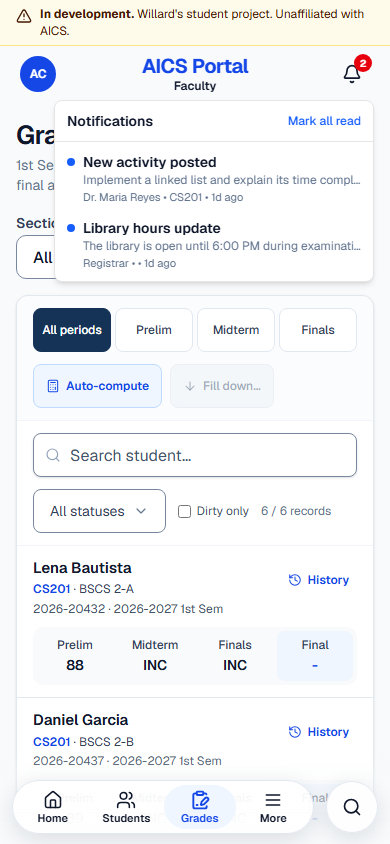 In development. Willard's student project. Unaffiliated with
AICS.
AC
AICS Portal
Faculty
2
Notifications
Mark all read
New activity posted
Implement a linked list and explain its time compl...
Dr. Maria Reyes • CS201 • 1d ago
Library hours update
The library is open until 6:00 PM during examinati...
Registrar • • 1d ago
Gra
1st Se
final a
Sectio
All
All periods
Prelim
Midterm
Finals
Auto-compute
Fill down...
Search student...
All statuses
Dirty only
6 / 6 records
Lena Bautista
CS201 · BSCS 2-A
2026-20432 · 2026-2027 1st Sem
History
Prelim
Midterm
Finals
Final
88
INC
INC
-
Daniel Garcia
CS201 · BSCS 2-B
2026-20437 · 2026-2027 1st Sem
History
Home
Students
Grades
More